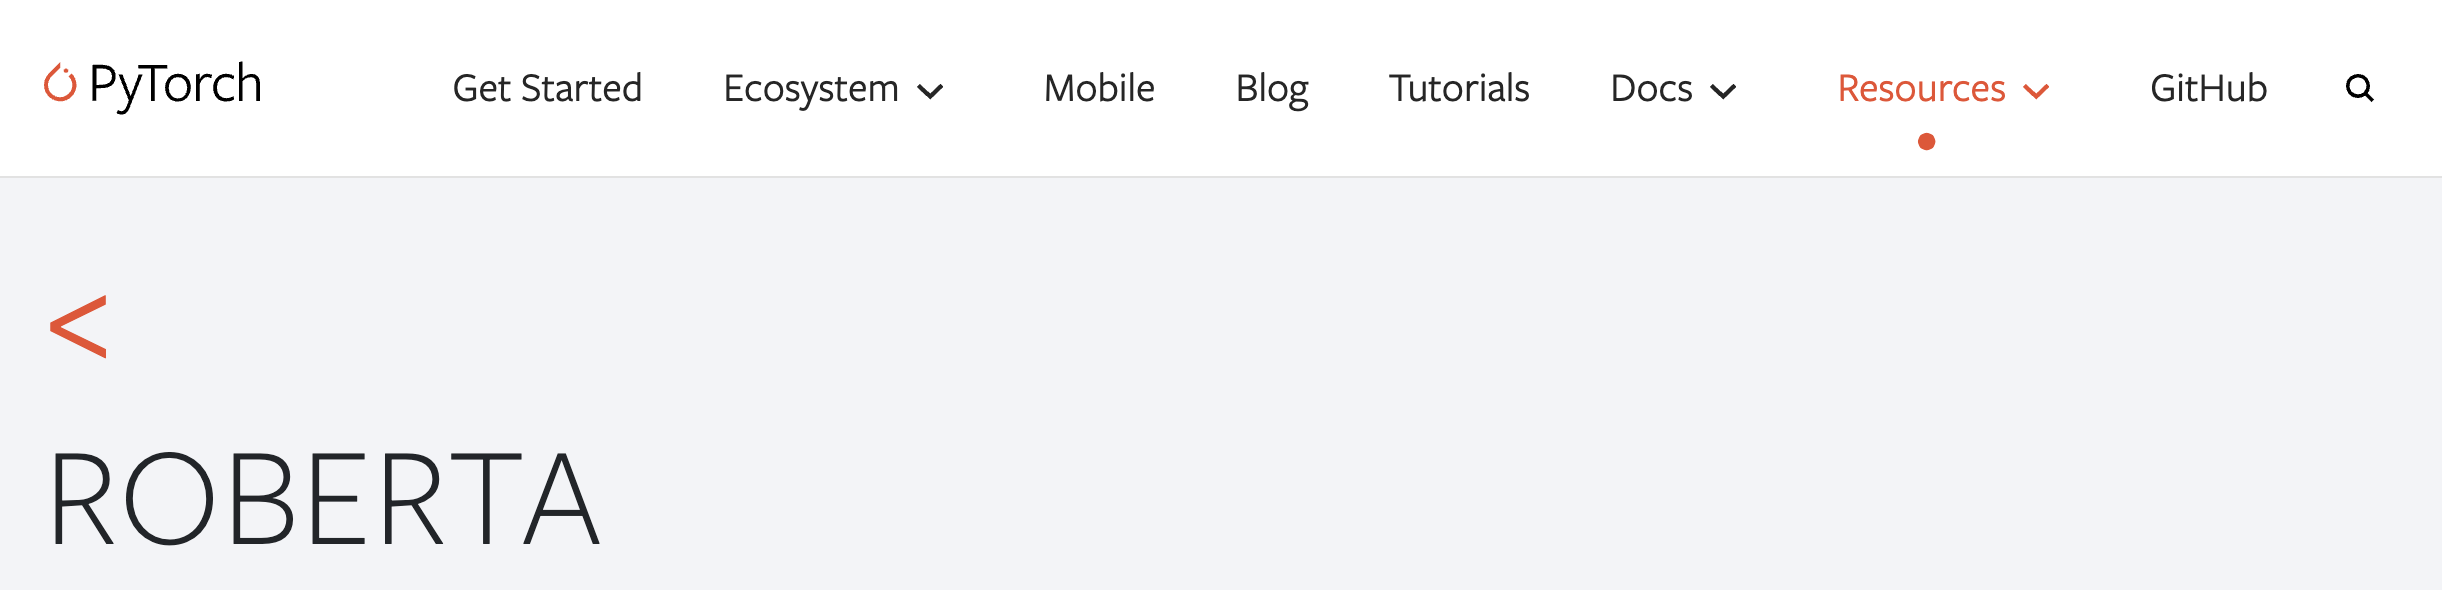 PyTorch Get Started Ecosystem Mobile Blog Tutorials Docs Resources GitHub
<
ROBERTA